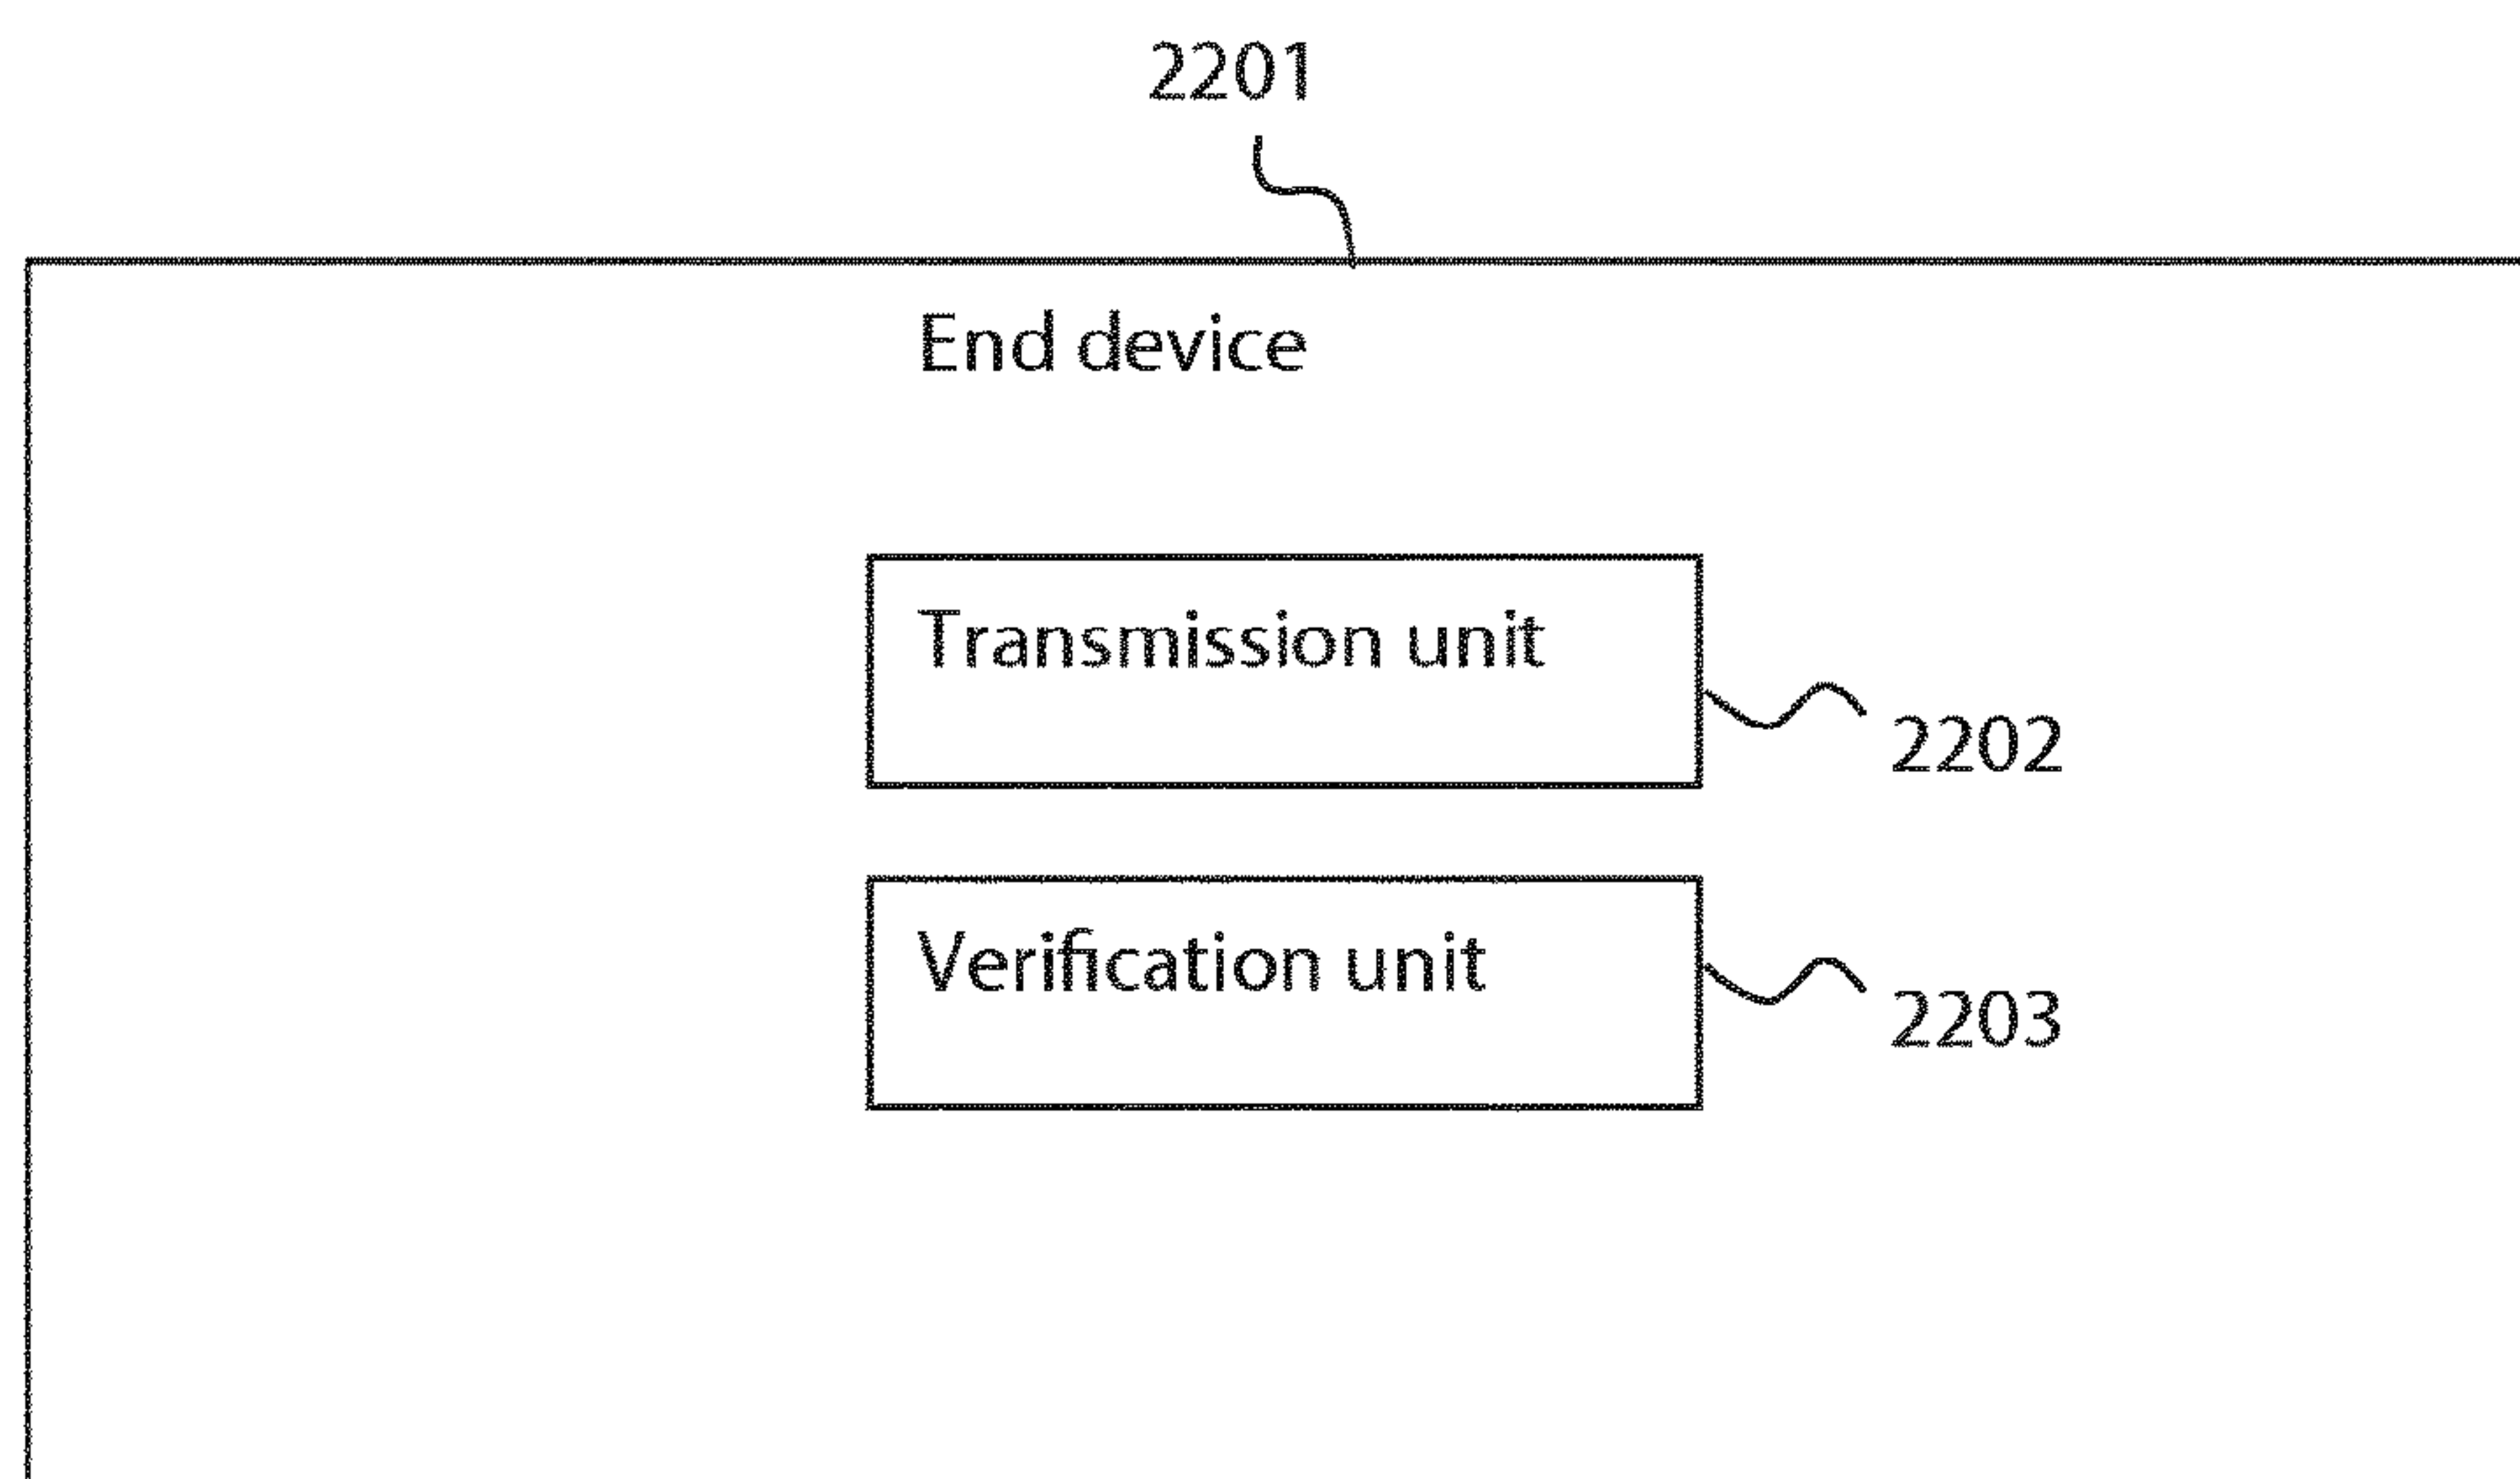 2201
End device
Transmission unit
2202
Verification unit
2203